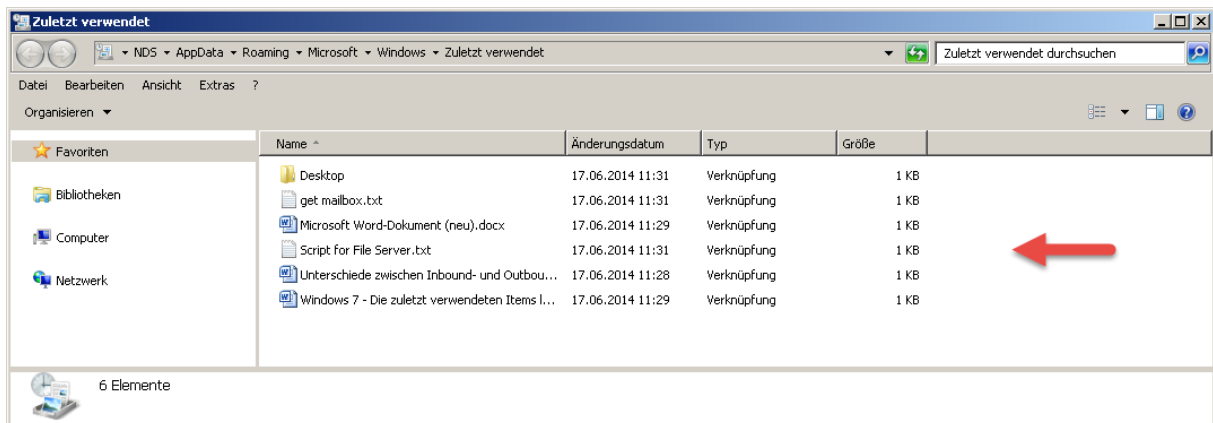 Zuletzt verwendet
NDS AppData Roaming Microsoft Windows Zuletzt verwendet Zuletzt verwendet durchsuchen
Datei Bearbeiten Ansicht Extras ?
Organisieren
Favoriten
Bibliotheken
Computer
Netzwerk
Name Änderungsdatum Typ Größe
Desktop 17.06.2014 11:31 Verknüpfung 1 KB
get mailbox.txt 17.06.2014 11:31 Verknüpfung 1 KB
Microsoft Word-Dokument (neu).docx 17.06.2014 11:29 Verknüpfung 1 KB
Script for File Server.txt 17.06.2014 11:31 Verknüpfung 1 KB
Unterschiede zwischen Inbound- und Outbou... 17.06.2014 11:28 Verknüpfung 1 KB
Windows 7 - Die zuletzt verwendeten Items l... 17.06.2014 11:29 Verknüpfung 1 KB
6 Elemente